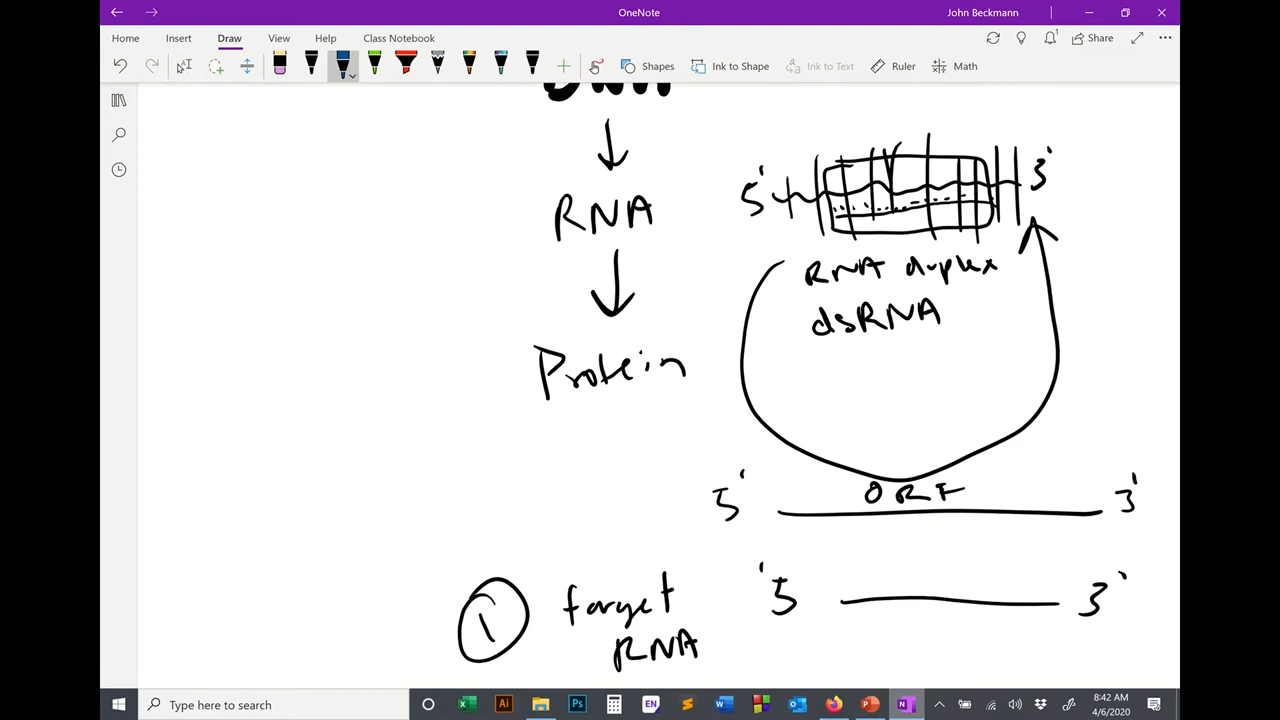 OneNote
John Beckmann
Home Insert Draw View Help Class Notebook
Share
Shapes Ink to Shape Ink to Text Ruler Math
DNA
RNA
Protein
5' 3'
RNA duplex
dsRNA
ORF
5' 3'
'5 3'
1 target
RNA
Type here to search
8:42 AM
4/6/2020